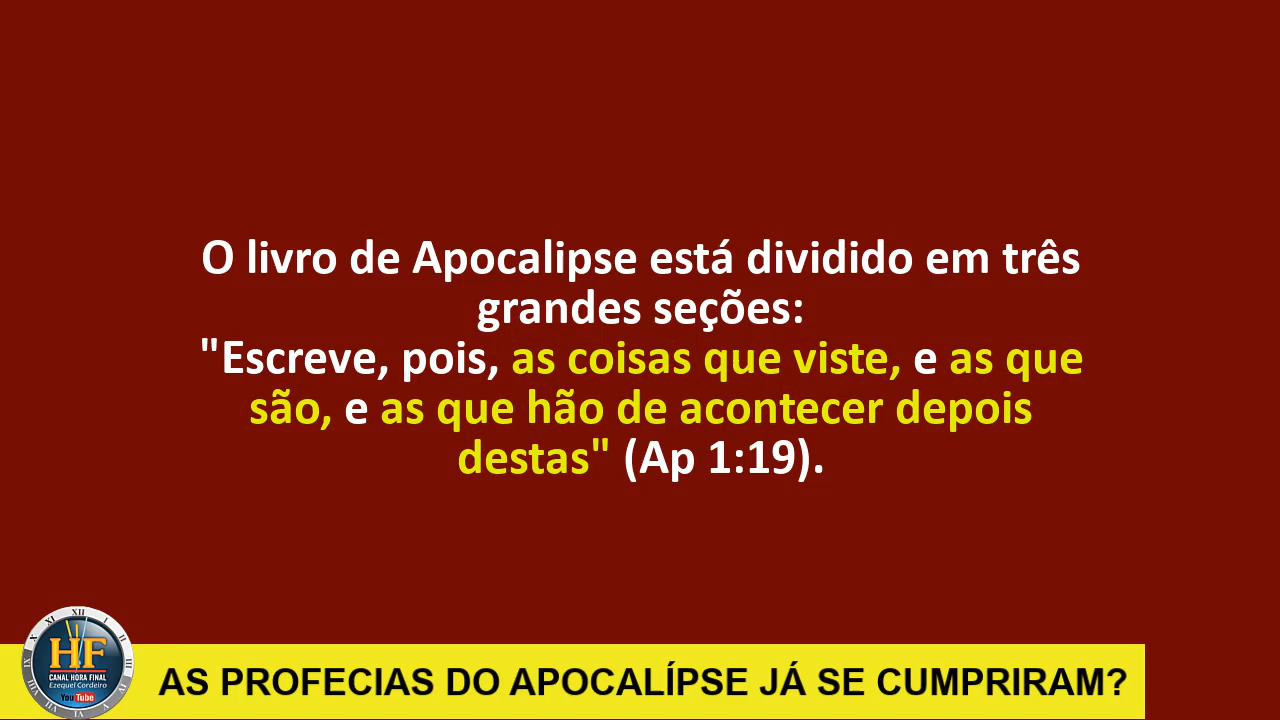 O livro de Apocalipse está dividido em três
grandes seções:
"Escreve, pois, as coisas que viste, e as que
são, e as que hão de acontecer depois
destas" (Ap 1:19).
XII
HF
CANAL HORA FINAL
Ezequel Cordeiro
YouTube
AS PROFECIAS DO APOCALÍPSE JÁ SE CUMPRIRAM?